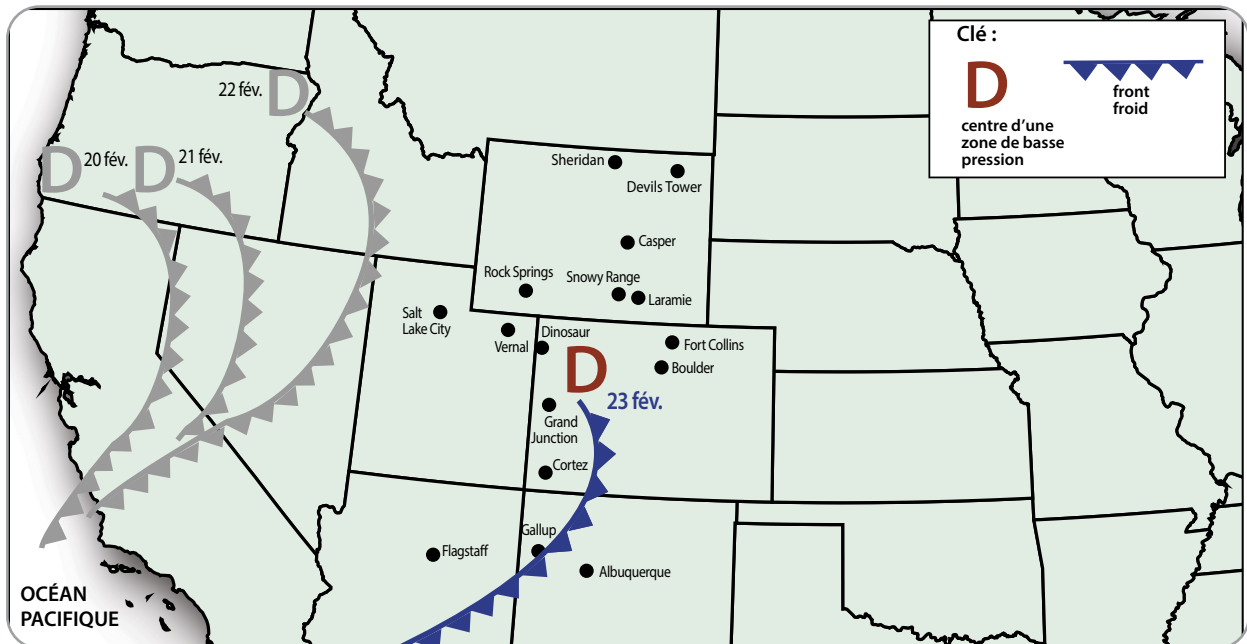 Clé :
D
centre d'une
zone de basse
pression
front
froid
22 fév.
D
D
20 fév.
D
21 fév.
Sheridan
Devils Tower
Casper
Rock Springs
Snowy Range
Laramie
Salt
Lake City
Vernal
Dinosaur
Fort Collins
D
Boulder
23 fév.
Grand
Junction
Cortez
Gallup
Flagstaff
Albuquerque
OCÉAN
PACIFIQUE